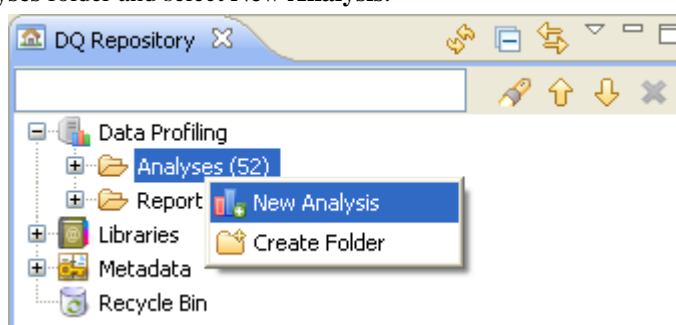 yses folder and select New Analysis.
DQ Repository
Data Profiling
Analyses (52)
Report
New Analysis
Libraries
Create Folder
Metadata
Recycle Bin